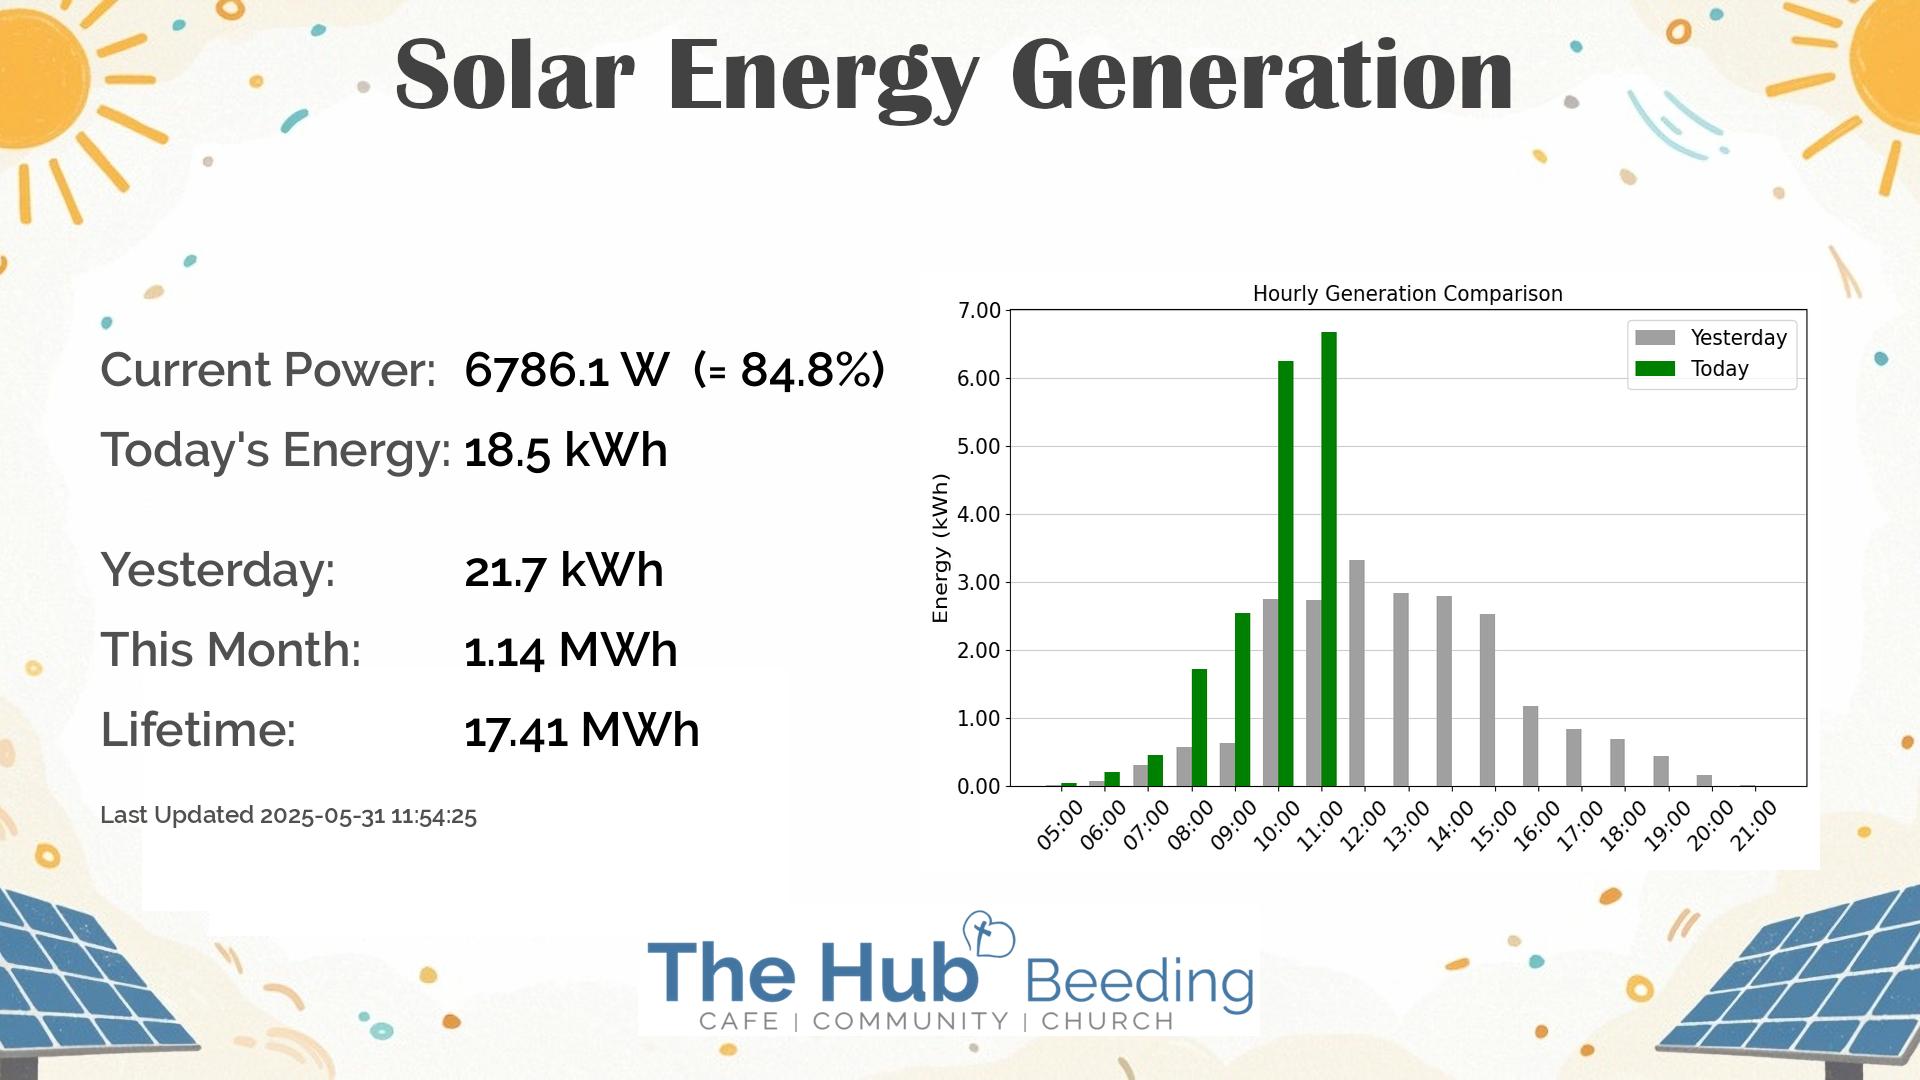 Solar Energy Generation
Current Power: 6786.1 W (= 84.8%)
Today's Energy: 18.5 kWh
Yesterday: 21.7 kWh
This Month: 1.14 MWh
Lifetime: 17.41 MWh
Last Updated 2025-05-31 11:54:25
Hourly Generation Comparison
Yesterday
Today
Energy (kWh)
7.00
6.00
5.00
4.00
3.00
2.00
1.00
0.00
05:00 06:00 07:00 08:00 09:00 10:00 11:00 12:00 13:00 14:00 15:00 16:00 17:00 18:00 19:00 20:00 21:00
The Hub Beeding
CAFE | COMMUNITY | CHURCH